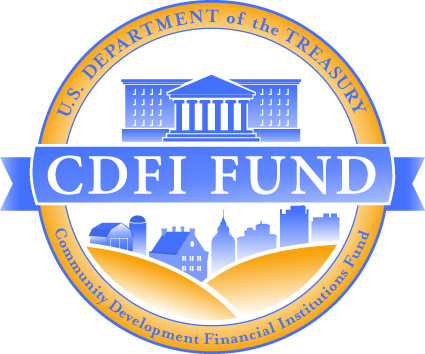 U.S. DEPARTMENT of the TREASURY
CDFI FUND
Community Development Financial Institutions Fund